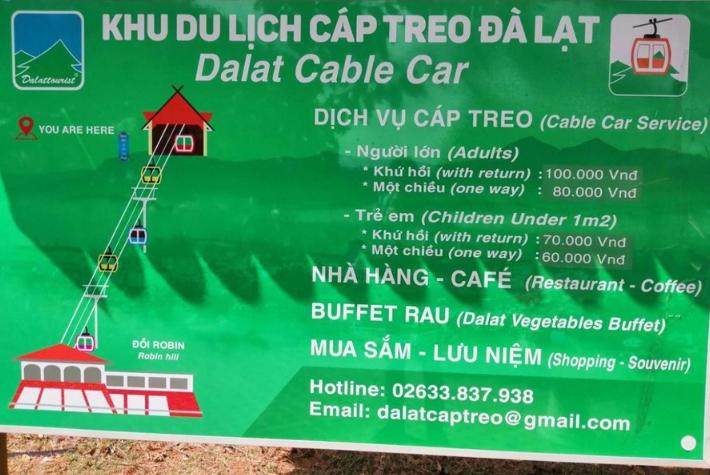 Dalattourist
KHU DU LỊCH CÁP TREO ĐÀ LẠT
Dalat Cable Car
YOU ARE HERE
DỊCH VỤ CÁP TREO (Cable Car Service)
- Người lớn (Adults)
* Khứ hồi (with return) : 100.000 Vnđ
* Một chiều (one way) : 80.000 Vnđ
- Trẻ em (Children Under 1m2)
* Khứ hồi (with return) : 70.000 Vnđ
* Một chiều (one way) : 60.000 Vnđ
NHÀ HÀNG - CAFÉ (Restaurant - Coffee)
BUFFET RAU (Dalat Vegetables Buffet)
MUA SẮM - LƯU NIỆM (Shopping - Souvenir)
ĐỒI ROBIN
Robin hill
Hotline: 02633.837.938
Email: dalatcaptreo@gmail.com